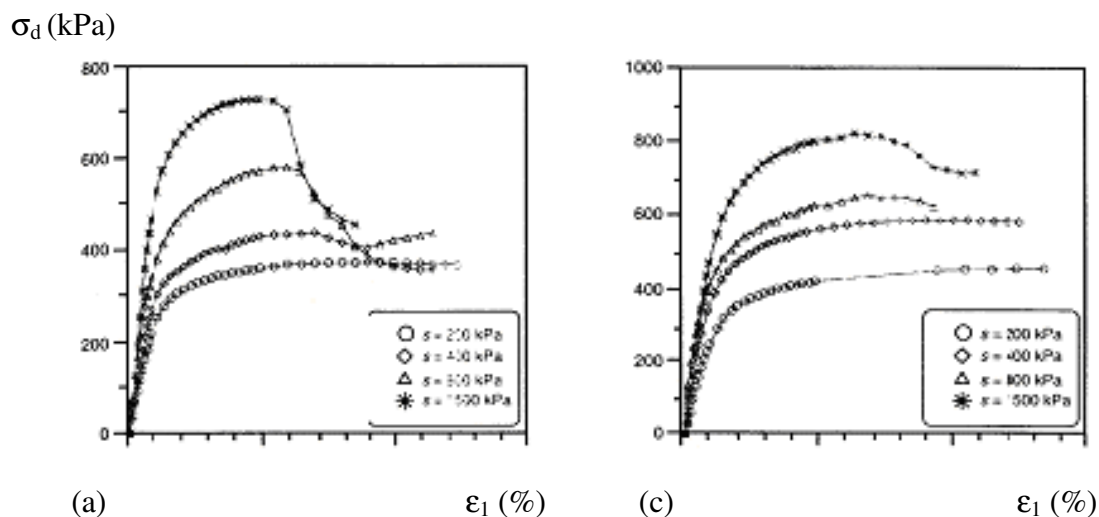 σd (kPa)
800
600
400
200
0
s = 200 kPa
s = 400 kPa
s = 800 kPa
s = 1500 kPa
(a)
ε1 (%)
1000
800
600
400
200
0
s = 200 kPa
s = 400 kPa
s = 800 kPa
s = 1500 kPa
(c)
ε1 (%)